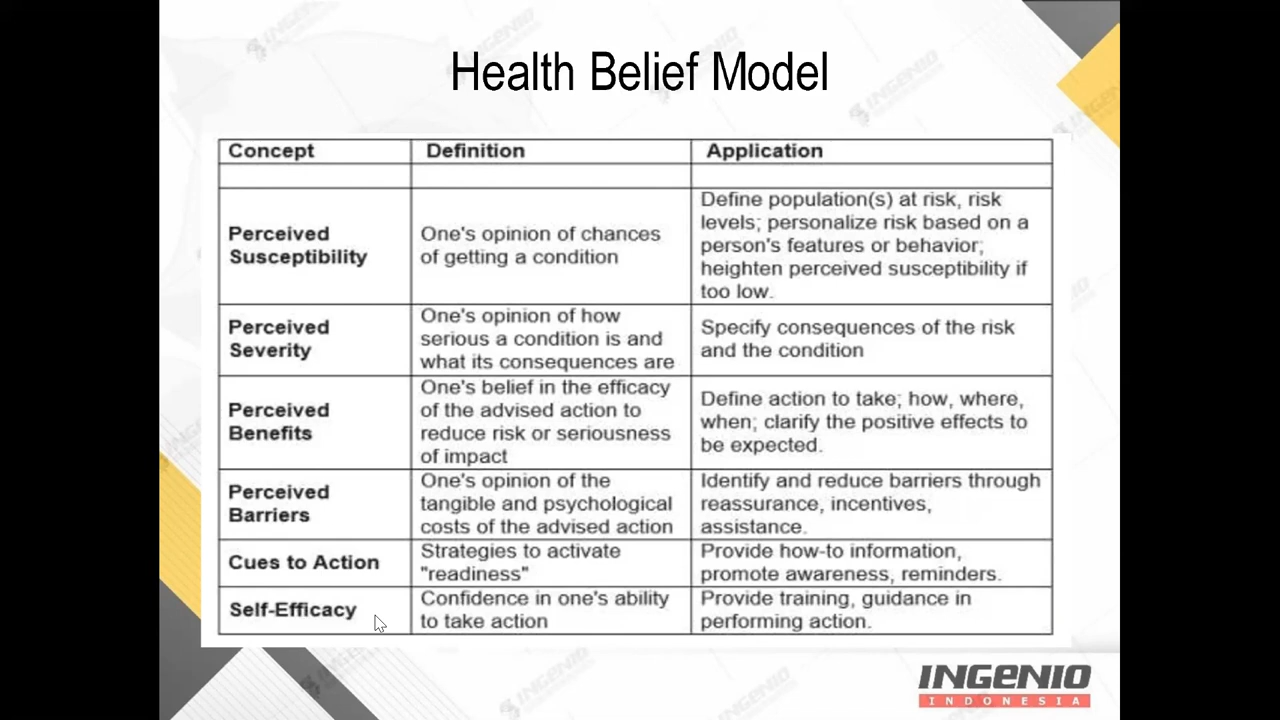 Health Belief Model
Concept Definition Application
Perceived
Susceptibility
One's opinion of chances
of getting a condition
Define population(s) at risk, risk
levels; personalize risk based on a
person's features or behavior;
heighten perceived susceptibility if
too low.
Perceived
Severity
One's opinion of how
serious a condition is and
what its consequences are
Specify consequences of the risk
and the condition
Perceived
Benefits
One's belief in the efficacy
of the advised action to
reduce risk or seriousness
of impact
Define action to take; how, where,
when; clarify the positive effects to
be expected.
Perceived
Barriers
One's opinion of the
tangible and psychological
costs of the advised action
Identify and reduce barriers through
reassurance, incentives,
assistance.
Cues to Action
Strategies to activate
"readiness"
Provide how-to information,
promote awareness, reminders.
Self-Efficacy
Confidence in one's ability
to take action
Provide training, guidance in
performing action.
INGENIO
INDONESIA